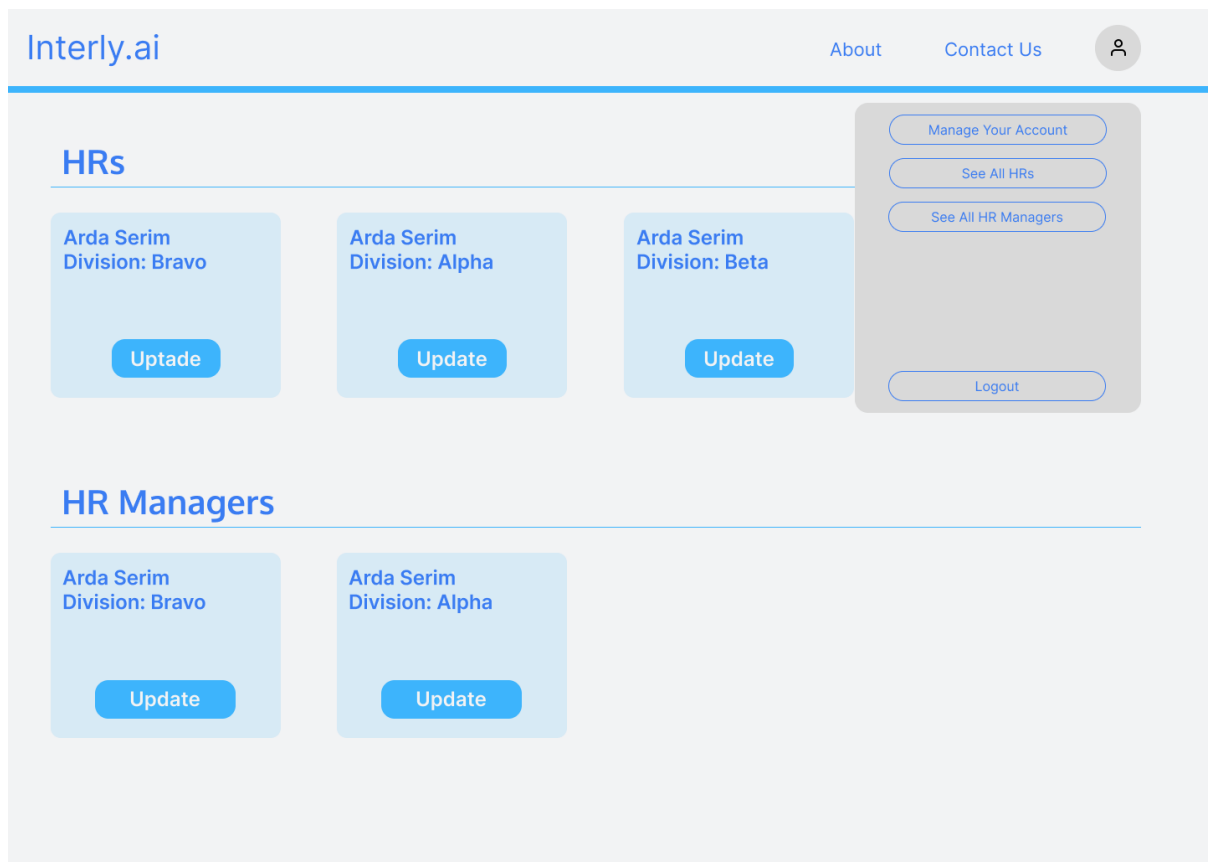 Interly.ai
About
Contact Us
Manage Your Account
See All HRs
See All HR Managers
Logout
HRs
Arda Serim
Division: Bravo
Uptade
Arda Serim
Division: Alpha
Update
Arda Serim
Division: Beta
Update
HR Managers
Arda Serim
Division: Bravo
Update
Arda Serim
Division: Alpha
Update